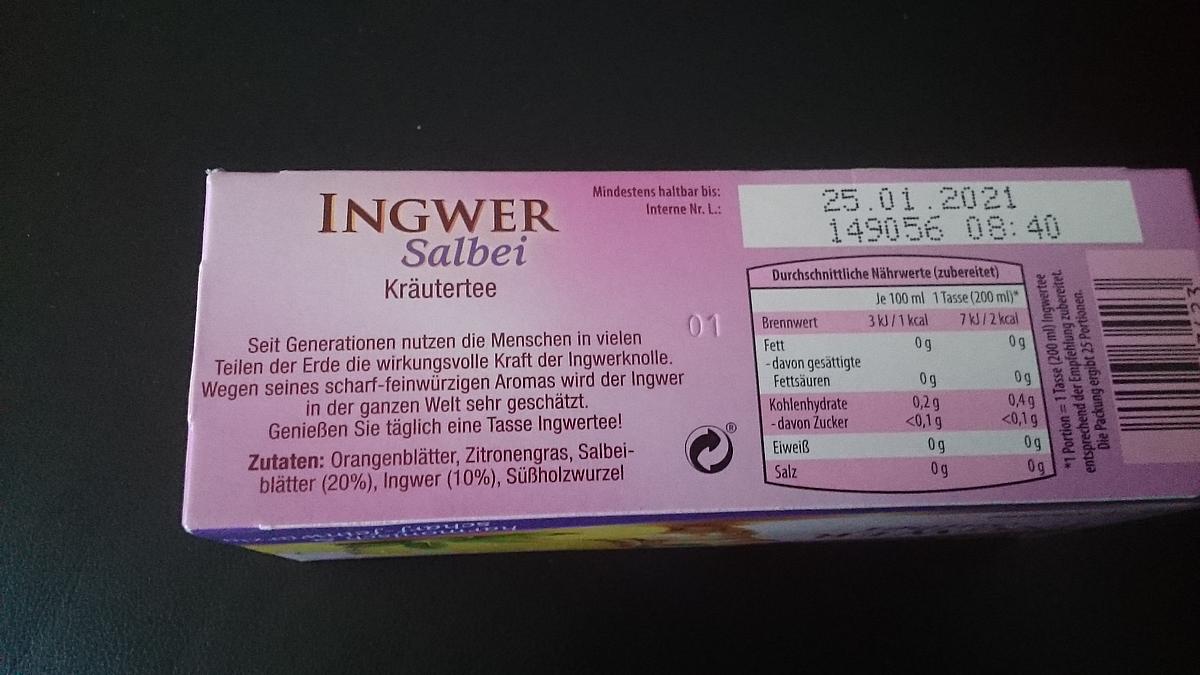 INGWER
Salbei
Kräutertee
Seit Generationen nutzen die Menschen in vielen
Teilen der Erde die wirkungsvolle Kraft der Ingwerknolle.
Wegen seines scharf-feinwürzigen Aromas wird der Ingwer
in der ganzen Welt sehr geschätzt.
Genießen Sie täglich eine Tasse Ingwertee!
Zutaten: Orangenblätter, Zitronengras, Salbei-
blätter (20%), Ingwer (10%), Süßholzwurzel
Mindestens haltbar bis:
Interne Nr. L.:
25.01.2021
149056 08:40
01
®
Durchschnittliche Nährwerte (zubereitet)
Je 100 ml 1 Tasse (200 ml)*
Brennwert 3 kJ / 1 kcal 7 kJ / 2 kcal
Fett 0 g 0 g
- davon gesättigte
Fettsäuren 0 g 0 g
Kohlenhydrate 0,2 g 0,4 g
- davon Zucker <0,1 g <0,1 g
Eiweiß 0 g 0 g
Salz 0 g 0 g
*1 Portion = 1 Tasse (200 ml) Ingwertee
entsprechend der Empfehlung zubereitet.
Die Packung ergibt 25 Portionen.